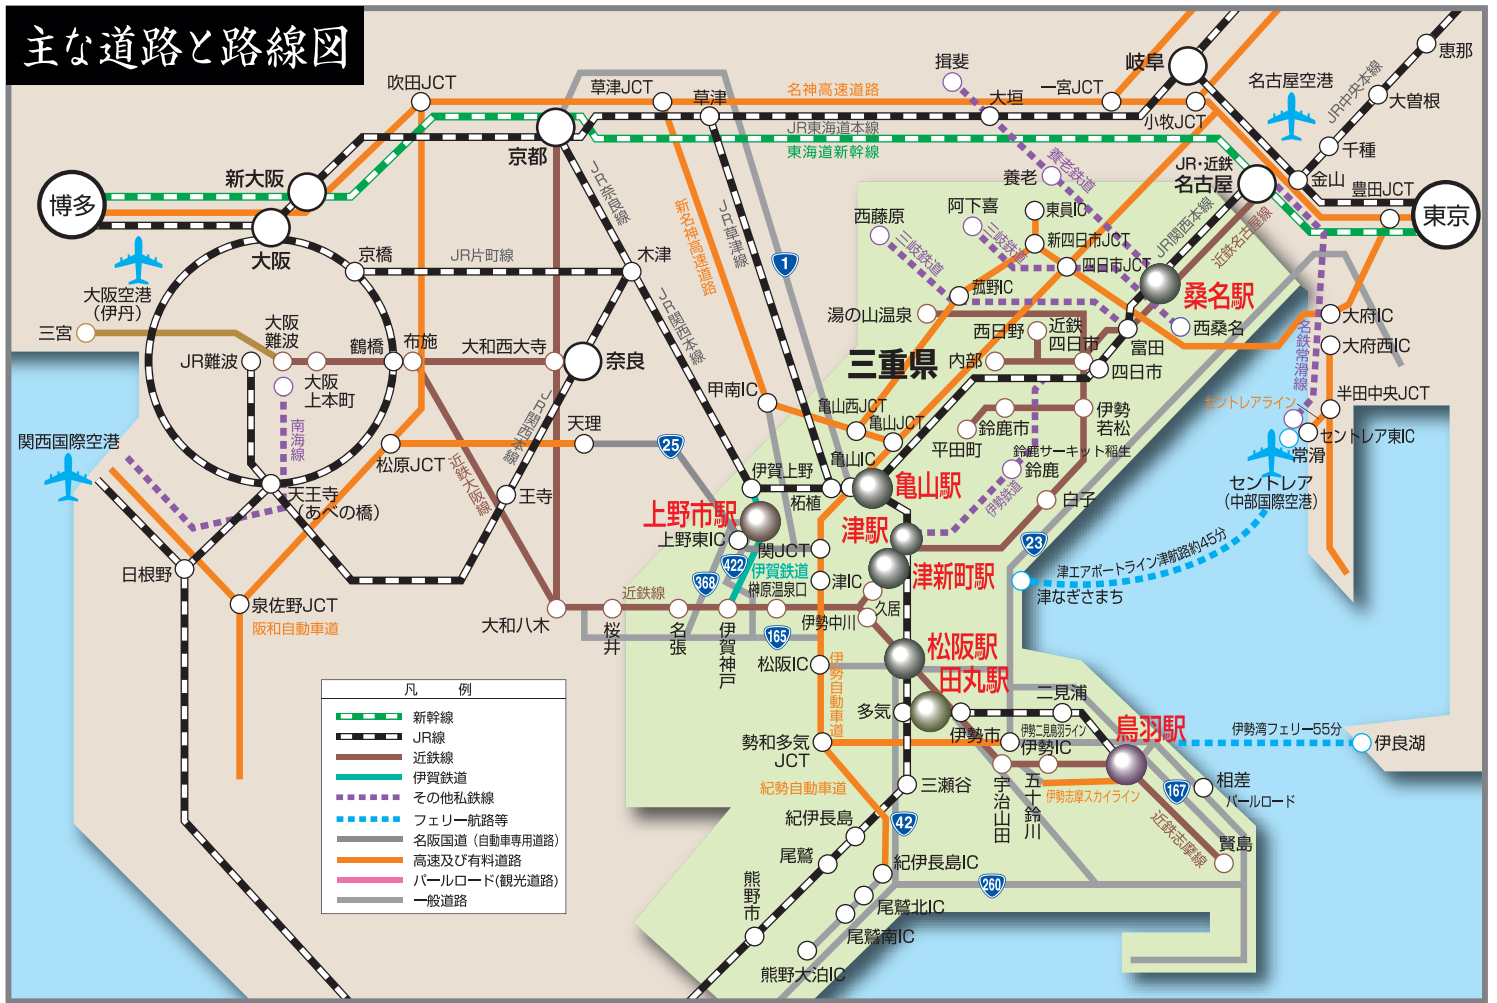 主な道路と路線図
吹田JCT
草津JCT
草津
名神高速道路
揖斐
大垣
一宮JCT
岐阜
小牧JCT
名古屋空港
JR中央本線
恵那
大曽根
千種
金山
豊田JCT
東京
博多
新大阪
大阪
京都
JR東海道本線
東海道新幹線
養老鉄道
養老
JR・近鉄
名古屋
JR関西本線
近鉄名古屋線
大阪空港
(伊丹)
京橋
JR片町線
木津
JR奈良線
新名神高速道路
JR草津線
JR関西本線
1
西藤原
三岐鉄道
阿下喜
三岐鉄道
東員IC
新四日市JCT
四日市JCT
菰野IC
桑名駅
西桑名
湯の山温泉
西日野
近鉄
四日市
富田
内部
四日市
三重県
三宮
大阪
難波
JR難波
大阪
上本町
鶴橋
布施
大和西大寺
奈良
JR関西本線
南海線
関西国際空港
天王寺
(あべの橋)
松原JCT
天理
25
近鉄大阪線
王寺
日根野
泉佐野JCT
阪和自動車道
大和八木
甲南IC
亀山西JCT
亀山JCT
亀山IC
伊賀上野
柘植
亀山駅
平田町
鈴鹿市
伊勢
若松
鈴鹿サーキット稲生
鈴鹿
伊勢鉄道
白子
大府IC
大府西IC
名鉄常滑線
半田中央JCT
セントレアライン
セントレア東IC
常滑
セントレア
(中部国際空港)
津エアポートライン津航路約45分
津なぎさまち
23
上野市駅
上野東IC
関JCT
422
368
伊賀鉄道
榊原温泉口
津IC
津駅
津新町駅
久居
近鉄線
桜井
名張
伊賀神戸
165
伊勢中川
松阪IC
伊勢自動車道
松阪駅
田丸駅
多気
勢和多気
JCT
伊勢市
伊勢二見鳥羽ライン
伊勢IC
二見浦
鳥羽駅
伊勢湾フェリー55分
伊良湖
紀勢自動車道
三瀬谷
宇治山田
五十鈴川
伊勢志摩スカイライン
167
相差
パールロード
近鉄志摩線
賢島
42
紀伊長島
尾鷲
熊野市
紀伊長島IC
尾鷲北IC
尾鷲南IC
熊野大泊IC
260
凡例
新幹線
JR線
近鉄線
伊賀鉄道
その他私鉄線
フェリー航路等
名阪国道（自動車専用道路）
高速及び有料道路
パールロード(観光道路)
一般道路